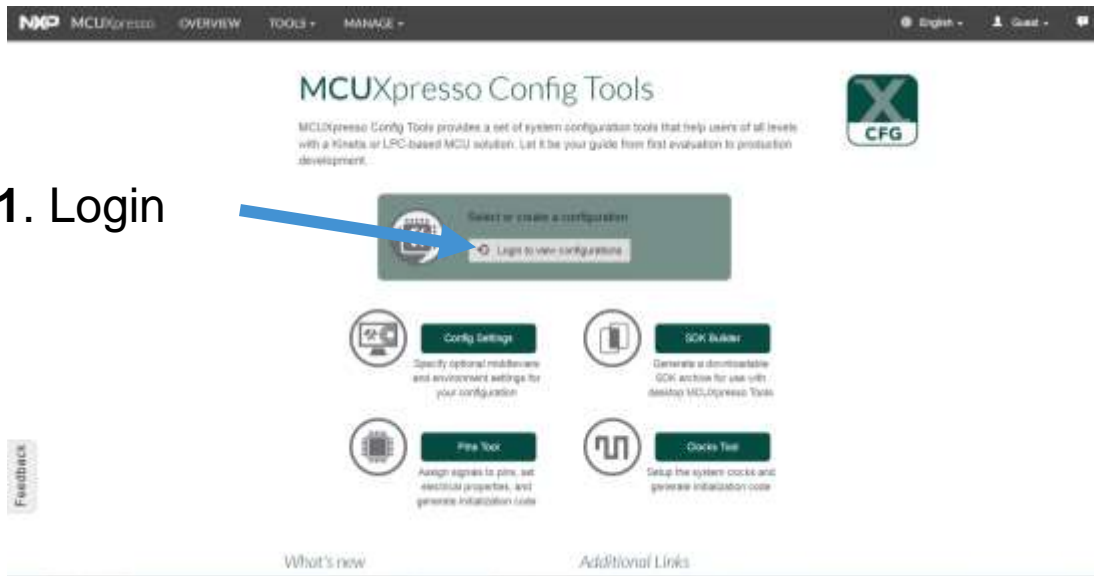 NXP MCUXpresso OVERVIEW TOOLS MANAGE English Guest
MCUXpresso Config Tools
MCUXpresso Config Tools provides a set of system configuration tools that help users of all levels
with a Kinetis or LPC-based MCU solution. Let it be your guide from first evaluation to production
development.
CFG
1. Login
Select or create a configuration
Login to view configurations
Config Settings
Specify optional middleware
and environment settings for
your configuration
SDK Builder
Generate a downloadable
SDK archive for use with
desktop MCUXpresso Tools
Pins Tool
Assign signals to pins, set
electrical properties, and
generate initialization code
Clocks Tool
Setup the system clocks and
generate initialization code
Feedback
What's new
Additional Links